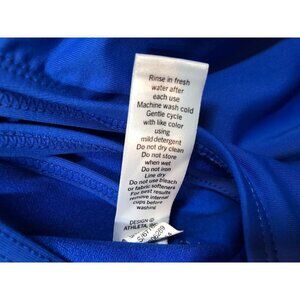 Rinse in fresh
water after
each use
Machine wash cold
Gentle cycle
with like color
using
mild detergent
Do not dry clean
Do not store
when wet
Do not iron
Line dry
Do not use bleach
or fabric softeners
For best results
remove internal
cups before
washing
DESIGN ©
ATHLETA,